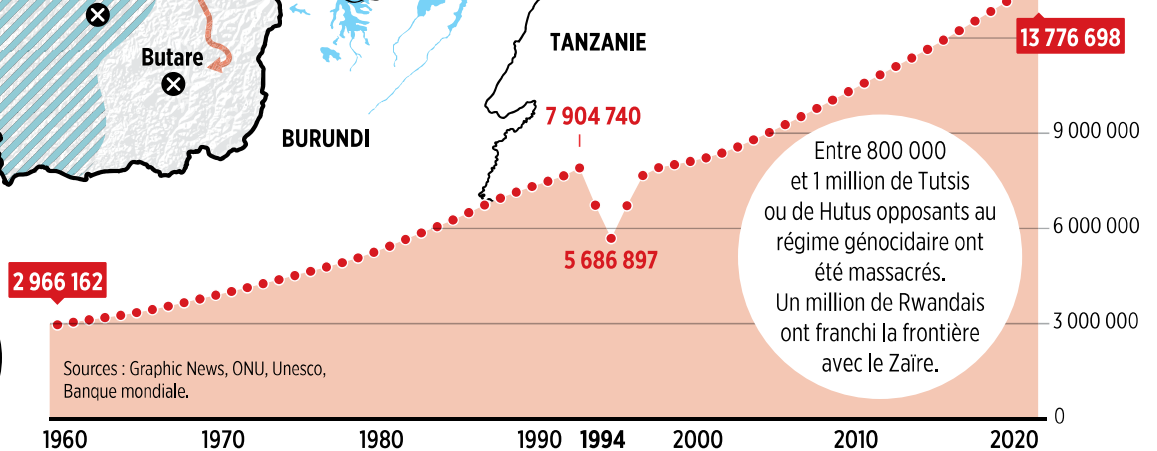 Butare
TANZANIE
BURUNDI
13 776 698
7 904 740
9 000 000
Entre 800 000
et 1 million de Tutsis
ou de Hutus opposants au
régime génocidaire ont
été massacrés.
Un million de Rwandais
ont franchi la frontière
avec le Zaïre.
6 000 000
5 686 897
2 966 162
3 000 000
Sources : Graphic News, ONU, Unesco,
Banque mondiale.
0
1960 1970 1980 1990 1994 2000 2010 2020